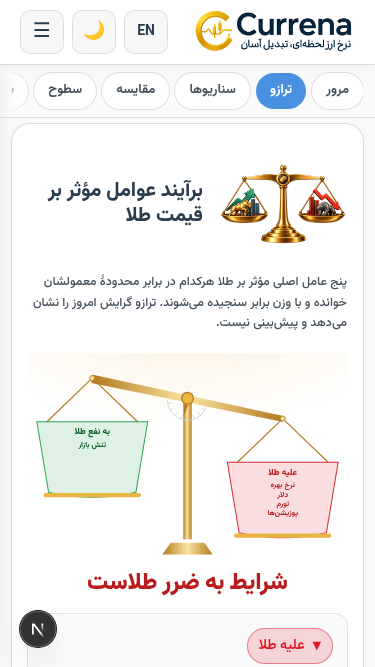 Currena
نرخ ارز لحظه‌ای، تبدیل آسان
EN
مرور
ترازو
سناریوها
مقایسه
سطوح
برآیند عوامل مؤثر بر
قیمت طلا
پنج عامل اصلی مؤثر بر طلا هرکدام در برابر محدودهٔ معمولشان
خوانده و با وزن برابر سنجیده می‌شوند. ترازو گرایش امروز را نشان
می‌دهد و پیش‌بینی نیست.
به نفع طلا
تنش بازار
علیه طلا
نرخ بهره
دلار
تورم
پوزیشن‌ها
شرایط به ضرر طلاست
▼ علیه طلا
N